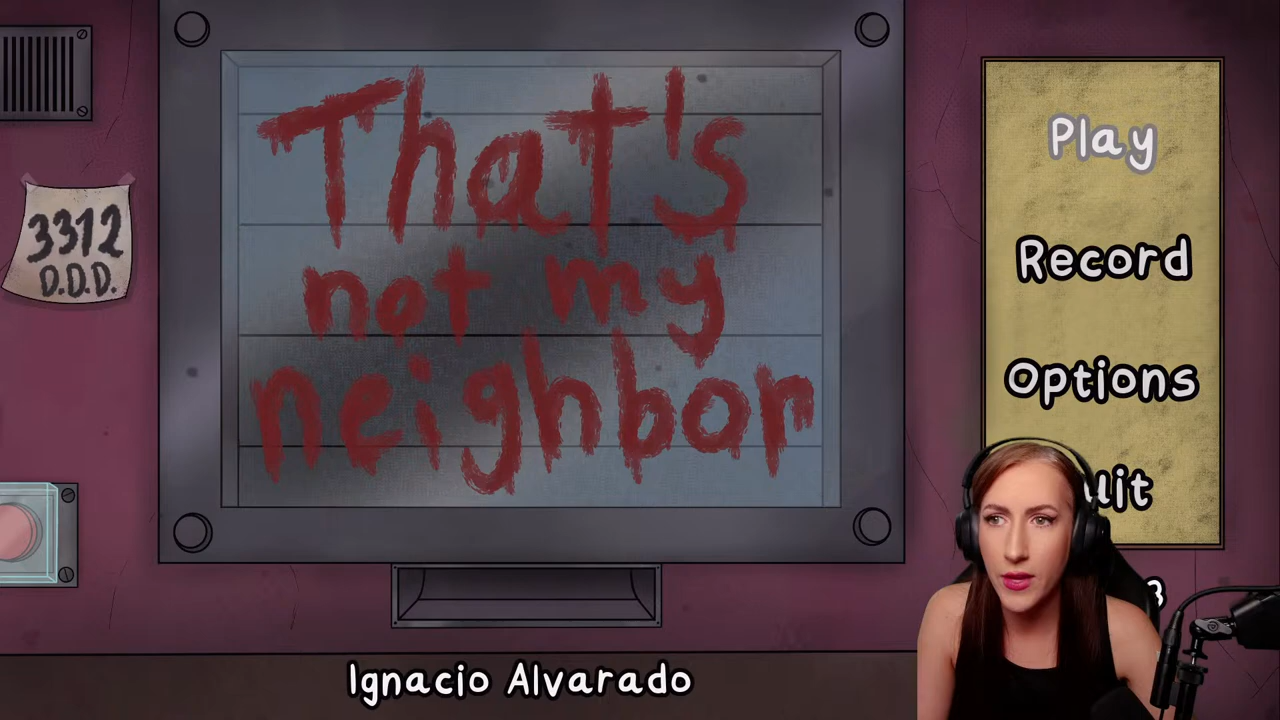 That's
not my
neighbor
3312
D.D.D.
Play
Record
Options
Ignacio Alvarado